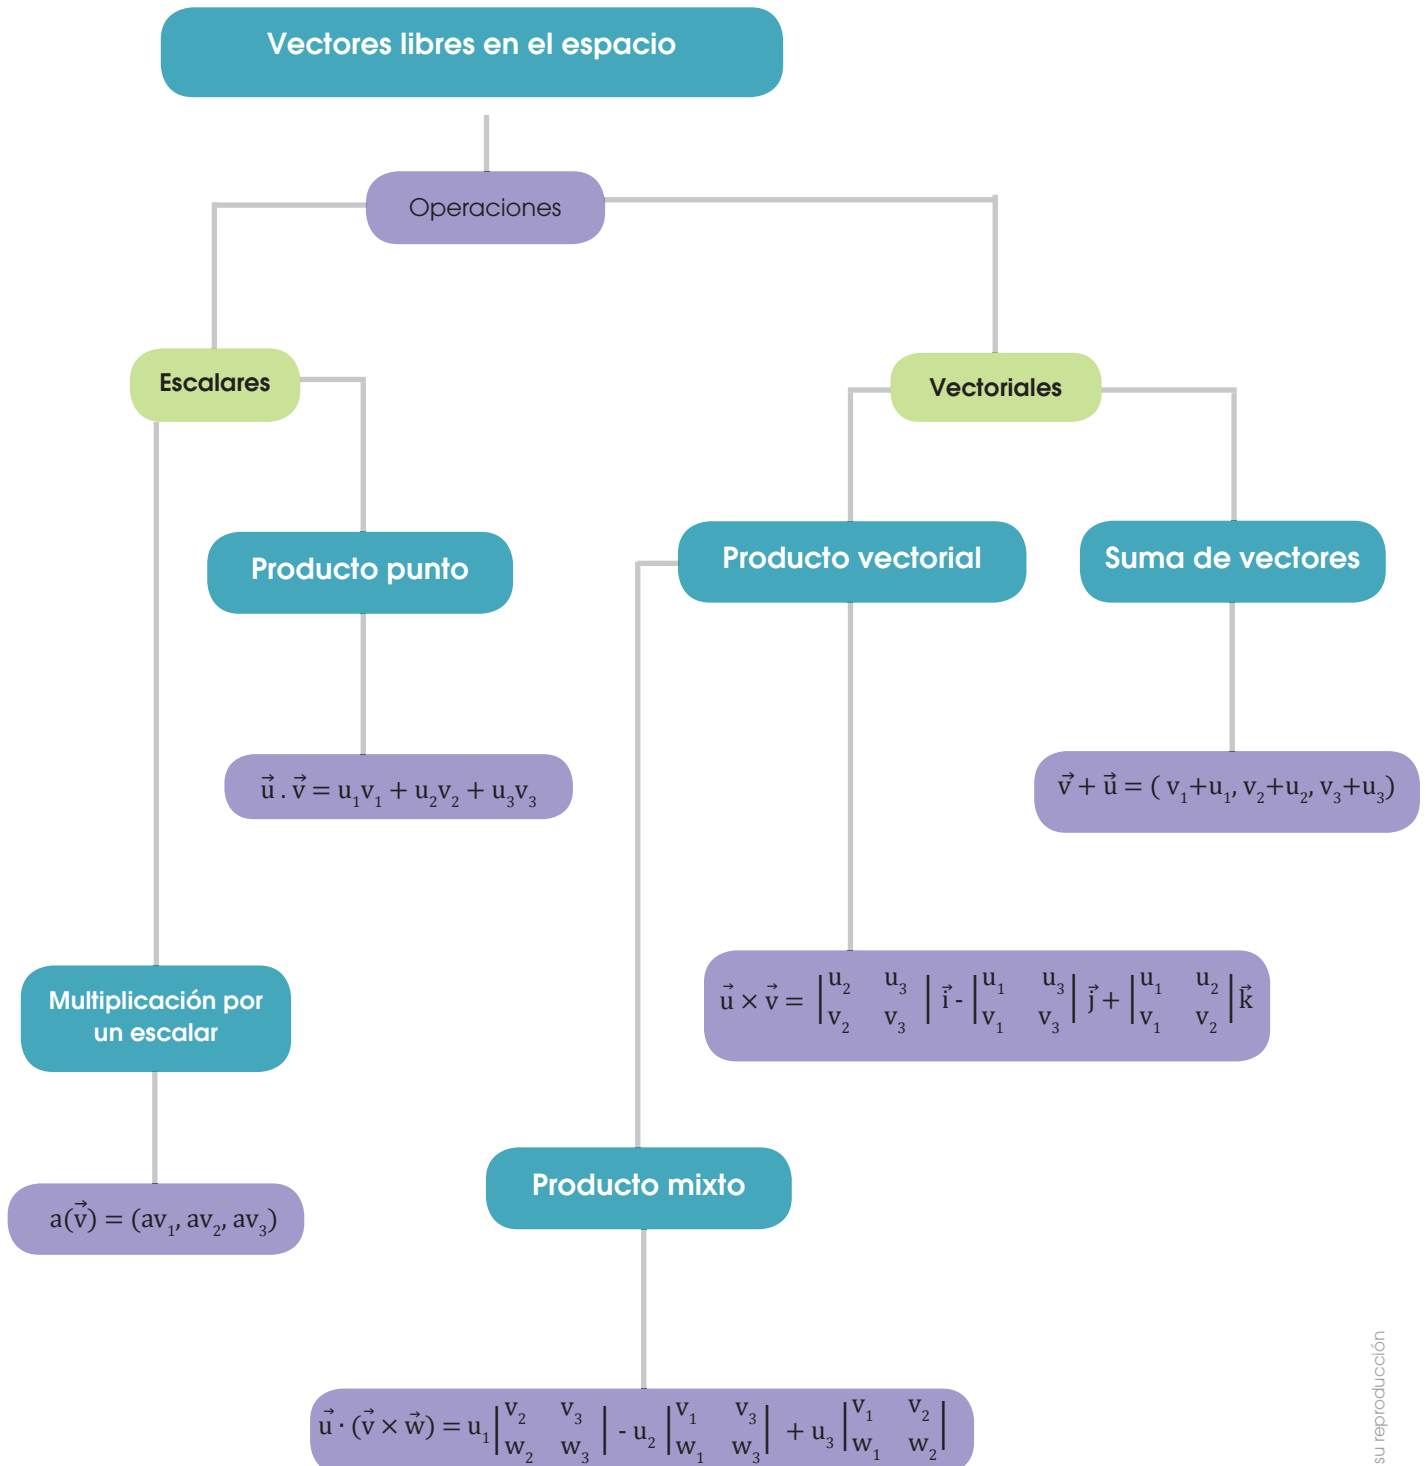 Vectores libres en el espacio
Operaciones
Escalares
Vectoriales
Producto punto
Producto vectorial
Suma de vectores
u⃗ . v⃗ = u₁v₁ + u₂v₂ + u₃v₃
v⃗ + u⃗ = ( v₁+u₁, v₂+u₂, v₃+u₃)
Multiplicación por
un escalar
u⃗ × v⃗ = |u₂ u₃; v₂ v₃| i⃗ - |u₁ u₃; v₁ v₃| j⃗ + |u₁ u₂; v₁ v₂| k⃗
Producto mixto
a(v⃗) = (av₁, av₂, av₃)
u⃗ · (v⃗ × w⃗) = u₁ |v₂ v₃; w₂ w₃| - u₂ |v₁ v₃; w₁ w₃| + u₃ |v₁ v₂; w₁ w₂|
su reproducción